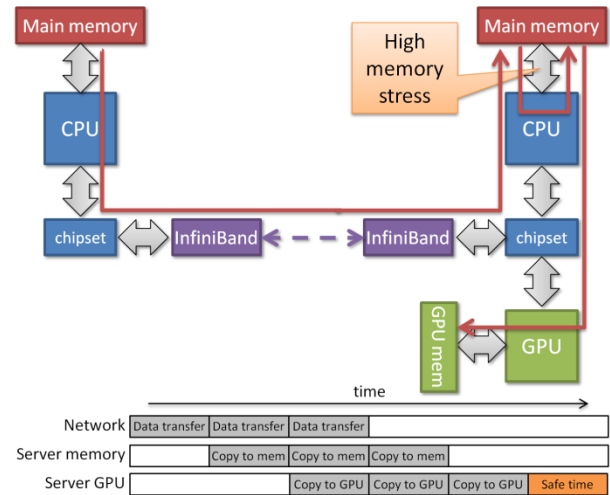 Main memory
Main memory
High
memory
stress
CPU
CPU
chipset
InfiniBand
InfiniBand
chipset
GPU mem
GPU
time
Network
Data transfer Data transfer Data transfer
Server memory
Copy to mem Copy to mem Copy to mem
Server GPU
Copy to GPU Copy to GPU Copy to GPU Safe time